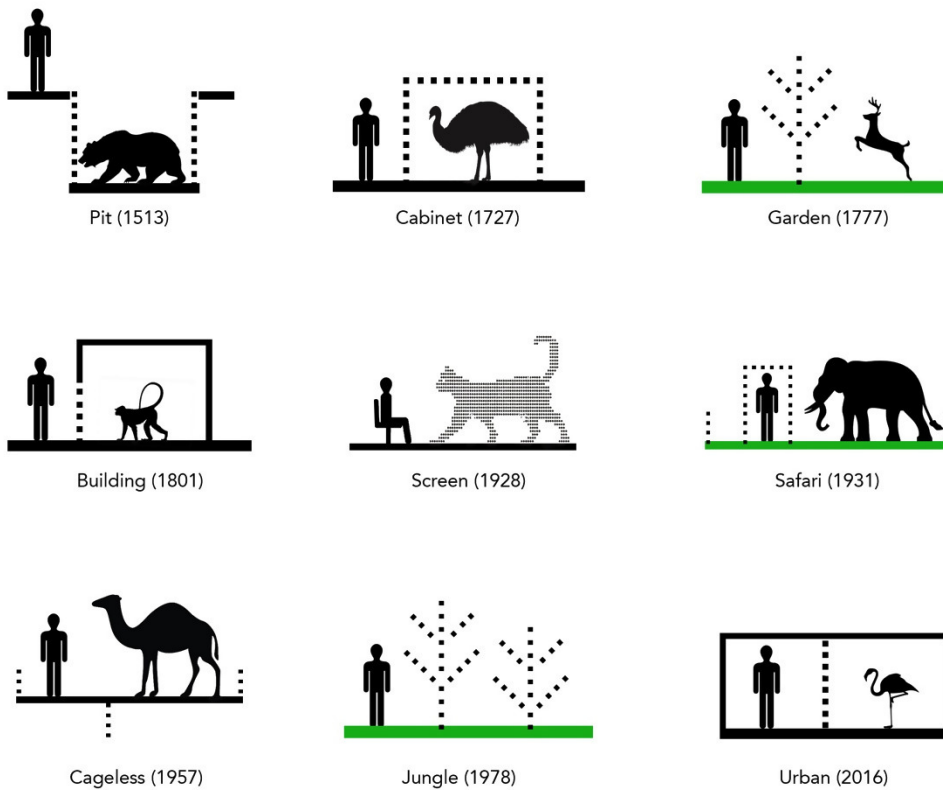 Pit (1513)
Cabinet (1727)
Garden (1777)
Building (1801)
Screen (1928)
Safari (1931)
Cageless (1957)
Jungle (1978)
Urban (2016)